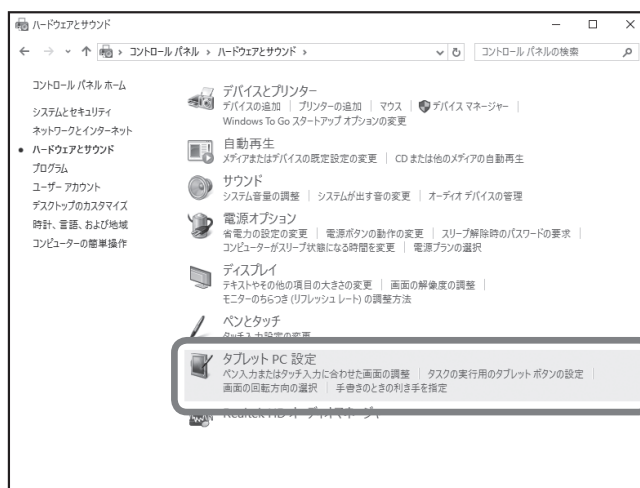 ハードウェアとサウンド
コントロール パネル › ハードウェアとサウンド ›
コントロール パネルの検索
コントロール パネル ホーム
システムとセキュリティ
ネットワークとインターネット
ハードウェアとサウンド
プログラム
ユーザー アカウント
デスクトップのカスタマイズ
時計、言語、および地域
コンピューターの簡単操作
デバイスとプリンター
デバイスの追加 | プリンターの追加 | マウス | デバイス マネージャー |
Windows To Go スタートアップ オプションの変更
自動再生
メディアまたはデバイスの既定設定の変更 | CD または他のメディアの自動再生
サウンド
システム音量の調整 | システムが出す音の変更 | オーディオ デバイスの管理
電源オプション
省電力の設定の変更 | 電源ボタンの動作の変更 | スリープ解除時のパスワードの要求 |
コンピューターがスリープ状態になる時間を変更 | 電源プランの選択
ディスプレイ
テキストやその他の項目の大きさの変更 | 画面の解像度の調整 |
モニターのちらつき (リフレッシュ レート) の調整方法
ペンとタッチ
タッチ入力設定の変更
タブレット PC 設定
ペン入力またはタッチ入力に合わせた画面の調整 | タスクの実行用のタブレット ボタンの設定 |
画面の回転方向の選択 | 手書きのときの利き手を指定
Realtek HD オーディオマネージャ